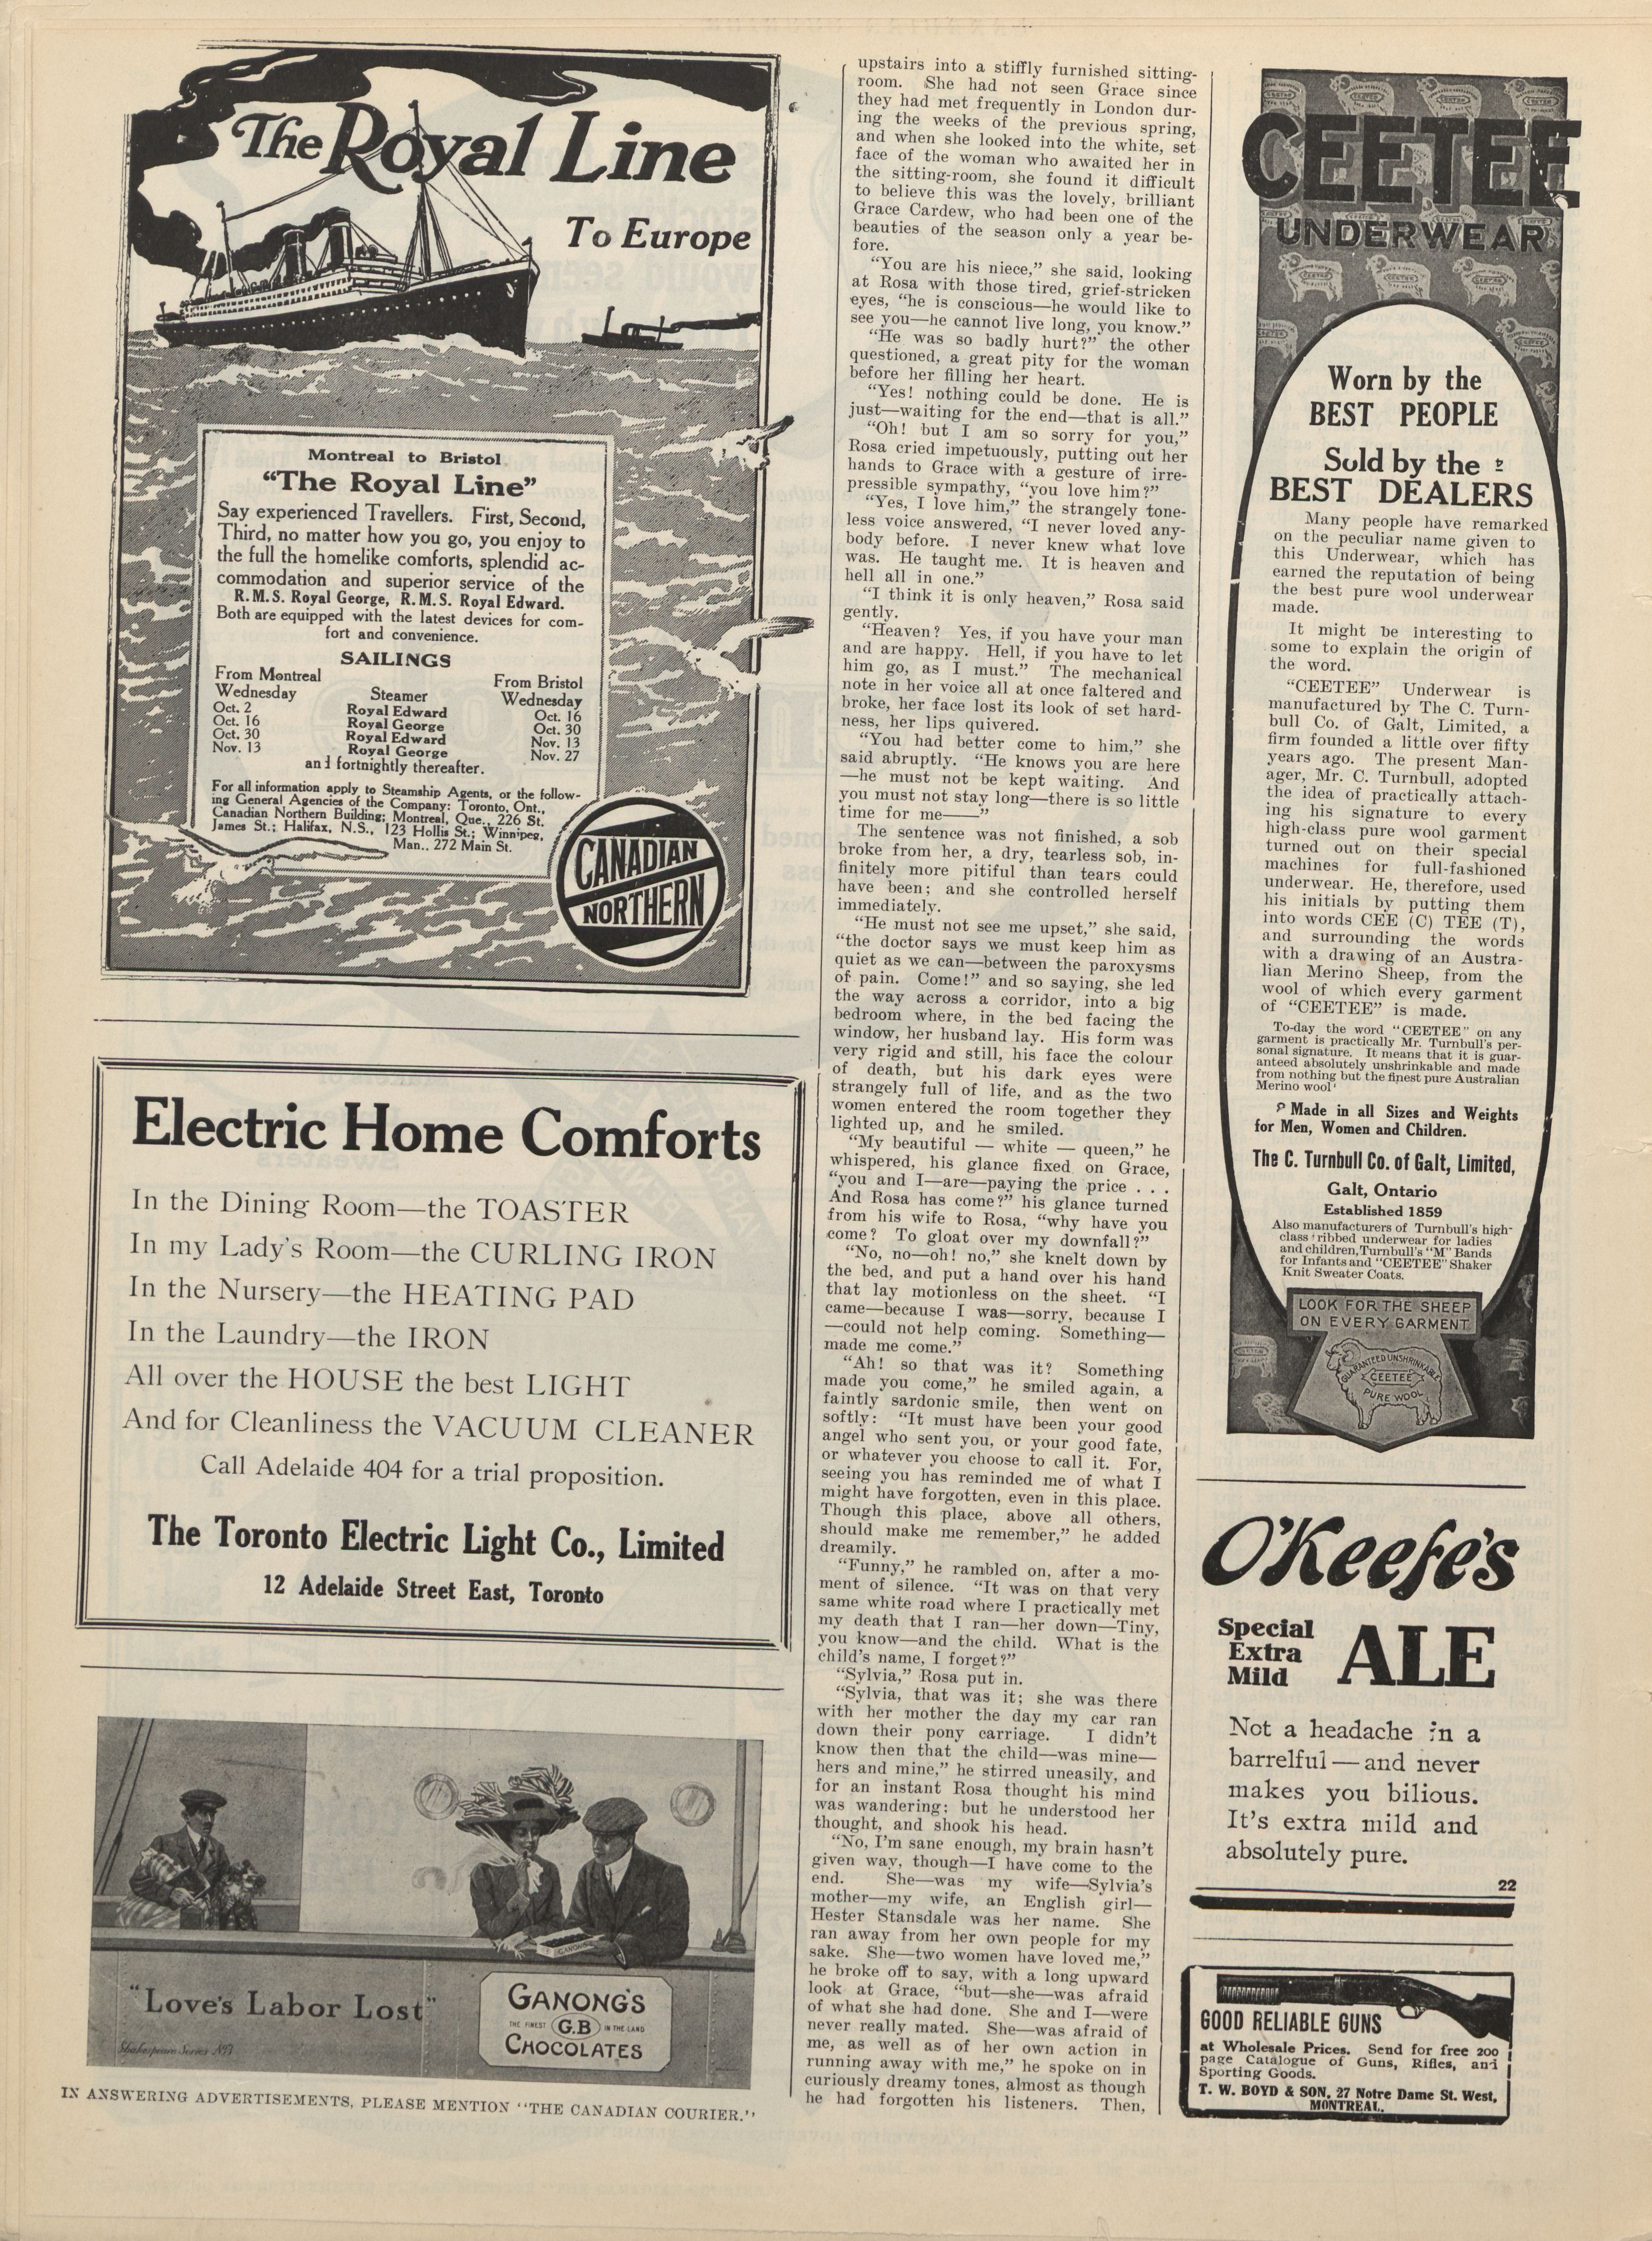 The Royal Line
To Europe
Montreal to Bristol
"The Royal Line"
Say experienced Travellers. First, Second,
Third, no matter how you go, you enjoy to
the full the homelike comforts, splendid ac-
commodation and superior service of the
R.M.S. Royal George, R.M.S. Royal Edward.
Both are equipped with the latest devices for com-
fort and convenience.
SAILINGS
From Montreal From Bristol
Wednesday Steamer Wednesday
Oct. 2 Royal Edward Oct. 16
Oct. 16 Royal George Oct. 30
Oct. 30 Royal Edward Nov. 13
Nov. 13 Royal George Nov. 27
and fortnightly thereafter.
For all information apply to Steamship Agents, or the follow-
ing General Agencies of the Company: Toronto, Ont.,
Canadian Northern Building; Montreal, Que., 226 St.
James St.; Halifax, N.S., 123 Hollis St.; Winnipeg,
Man., 272 Main St.
CANADIAN
NORTHERN
Electric Home Comforts
In the Dining Room—the TOASTER
In my Lady's Room—the CURLING IRON
In the Nursery—the HEATING PAD
In the Laundry—the IRON
All over the HOUSE the best LIGHT
And for Cleanliness the VACUUM CLEANER
Call Adelaide 404 for a trial proposition.
The Toronto Electric Light Co., Limited
12 Adelaide Street East, Toronto
"Love's Labor Lost"
Shakespeare Series No 7
GANONG'S
THE FINEST G.B IN THE LAND
CHOCOLATES
IN ANSWERING ADVERTISEMENTS, PLEASE MENTION "THE CANADIAN COURIER."
upstairs into a stiffly furnished sitting-
room. She had not seen Grace since
they had met frequently in London dur-
ing the weeks of the previous spring,
and when she looked into the white, set
face of the woman who awaited her in
the sitting-room, she found it difficult
to believe this was the lovely, brilliant
Grace Cardew, who had been one of the
beauties of the season only a year be-
fore.
"You are his niece," she said, looking
at Rosa with those tired, grief-stricken
eyes, "he is conscious—he would like to
see you—he cannot live long, you know."
"He was so badly hurt?" the other
questioned, a great pity for the woman
before her filling her heart.
"Yes! nothing could be done. He is
just—waiting for the end—that is all."
"Oh! but I am so sorry for you,"
Rosa cried impetuously, putting out her
hands to Grace with a gesture of irre-
pressible sympathy, "you love him?"
"Yes, I love him," the strangely tone-
less voice answered, "I never loved any-
body before. I never knew what love
was. He taught me. It is heaven and
hell all in one."
"I think it is only heaven," Rosa said
gently.
"Heaven? Yes, if you have your man
and are happy. Hell, if you have to let
him go, as I must." The mechanical
note in her voice all at once faltered and
broke, her face lost its look of set hard-
ness, her lips quivered.
"You had better come to him," she
said abruptly. "He knows you are here
—he must not be kept waiting. And
you must not stay long—there is so little
time for me——"
The sentence was not finished, a sob
broke from her, a dry, tearless sob, in-
finitely more pitiful than tears could
have been; and she controlled herself
immediately.
"He must not see me upset," she said,
"the doctor says we must keep him as
quiet as we can—between the paroxysms
of pain. Come!" and so saying, she led
the way across a corridor, into a big
bedroom where, in the bed facing the
window, her husband lay. His form was
very rigid and still, his face the colour
of death, but his dark eyes were
strangely full of life, and as the two
women entered the room together they
lighted up, and he smiled.
"My beautiful — white — queen," he
whispered, his glance fixed on Grace,
"you and I—are—paying the price . . .
And Rosa has come?" his glance turned
from his wife to Rosa, "why have you
come? To gloat over my downfall?"
"No, no—oh! no," she knelt down by
the bed, and put a hand over his hand
that lay motionless on the sheet. "I
came—because I was—sorry, because I
—could not help coming. Something—
made me come."
"Ah! so that was it? Something
made you come," he smiled again, a
faintly sardonic smile, then went on
softly: "It must have been your good
angel who sent you, or your good fate,
or whatever you choose to call it. For,
seeing you has reminded me of what I
might have forgotten, even in this place.
Though this place, above all others,
should make me remember," he added
dreamily.
"Funny," he rambled on, after a mo-
ment of silence. "It was on that very
same white road where I practically met
my death that I ran—her down—Tiny,
you know—and the child. What is the
child's name, I forget?"
"Sylvia," Rosa put in.
"Sylvia, that was it; she was there
with her mother the day my car ran
down their pony carriage. I didn't
know then that the child—was mine—
hers and mine," he stirred uneasily, and
for an instant Rosa thought his mind
was wandering; but he understood her
thought, and shook his head.
"No, I'm sane enough, my brain hasn't
given way, though—I have come to the
end. She—was my wife—Sylvia's
mother—my wife, an English girl—
Hester Stansdale was her name. She
ran away from her own people for my
sake. She—two women have loved me,"
he broke off to say, with a long upward
look at Grace, "but—she—was afraid
of what she had done. She and I—were
never really mated. She—was afraid of
me, as well as of her own action in
running away with me," he spoke on in
curiously dreamy tones, almost as though
he had forgotten his listeners. Then,
CEETEE
UNDERWEAR
Worn by the
BEST PEOPLE
Sold by the
BEST DEALERS
Many people have remarked
on the peculiar name given to
this Underwear, which has
earned the reputation of being
the best pure wool underwear
made.
It might be interesting to
some to explain the origin of
the word.
"CEETEE" Underwear is
manufactured by The C. Turn-
bull Co. of Galt, Limited, a
firm founded a little over fifty
years ago. The present Man-
ager, Mr. C. Turnbull, adopted
the idea of practically attach-
ing his signature to every
high-class pure wool garment
turned out on their special
machines for full-fashioned
underwear. He, therefore, used
his initials by putting them
into words CEE (C) TEE (T),
and surrounding the words
with a drawing of an Austra-
lian Merino Sheep, from the
wool of which every garment
of "CEETEE" is made.
To-day the word "CEETEE" on any
garment is practically Mr. Turnbull's per-
sonal signature. It means that it is guar-
anteed absolutely unshrinkable and made
from nothing but the finest pure Australian
Merino wool
Made in all Sizes and Weights
for Men, Women and Children.
The C. Turnbull Co. of Galt, Limited,
Galt, Ontario
Established 1859
Also manufacturers of Turnbull's high-
class ribbed underwear for ladies
and children, Turnbull's "M" Bands
for Infants and "CEETEE" Shaker
Knit Sweater Coats.
LOOK FOR THE SHEEP
ON EVERY GARMENT
GUARANTEED UNSHRINKABLE
CEETEE
PURE WOOL
O'Keefe's
Special
Extra
Mild
ALE
Not a headache in a
barrelful—and never
makes you bilious.
It's extra mild and
absolutely pure.
22
GOOD RELIABLE GUNS
at Wholesale Prices. Send for free 200
page Catalogue of Guns, Rifles, and
Sporting Goods.
T. W. BOYD & SON, 27 Notre Dame St. West,
MONTREAL.